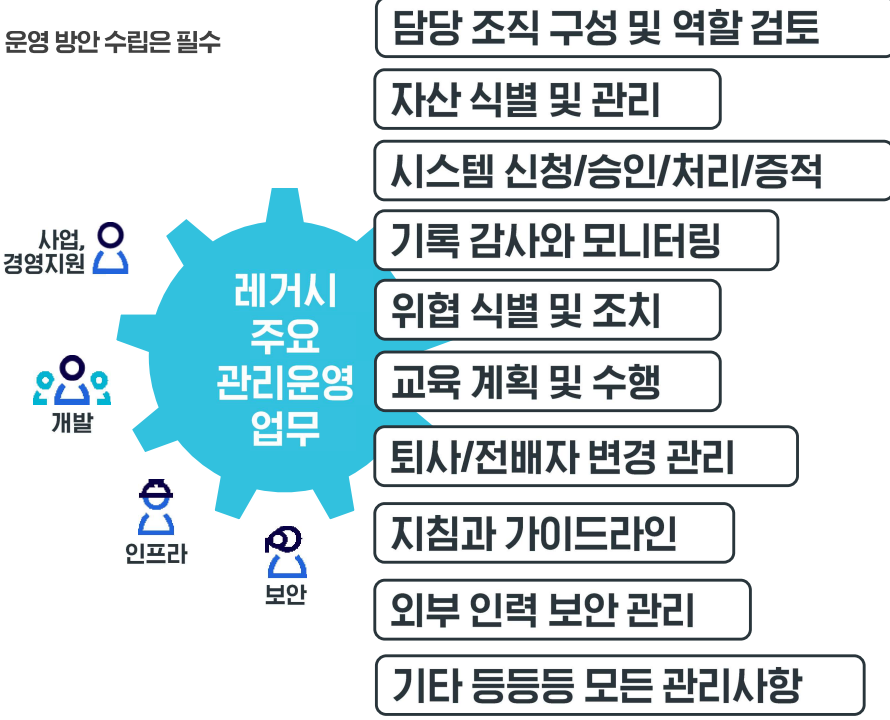 운영 방안 수립은 필수
담당 조직 구성 및 역할 검토
자산 식별 및 관리
시스템 신청/승인/처리/증적
기록 감사와 모니터링
위협 식별 및 조치
교육 계획 및 수행
퇴사/전배자 변경 관리
지침과 가이드라인
외부 인력 보안 관리
기타 등등등 모든 관리사항
레거시
주요
관리운영
업무
사업,
경영지원
개발
인프라
보안